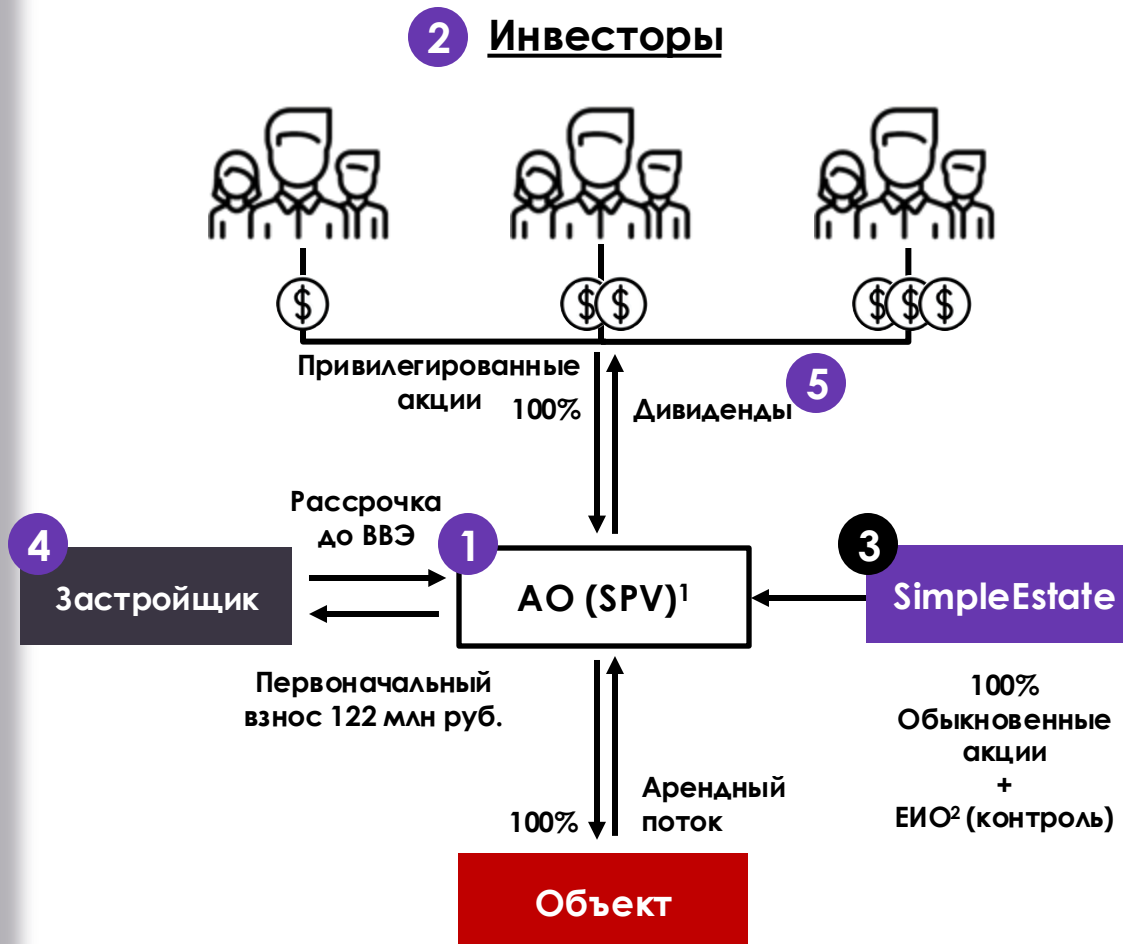 2 Инвесторы
$ $ $ $ $ $
Привилегированные
акции 100%
Дивиденды
5
Рассрочка
до ВВЭ
4
Застройщик
1
АО (SPV)¹
3
SimpleEstate
Первоначальный
взнос 122 млн руб.
100%
Обыкновенные
акции
+
ЕИО² (контроль)
100%
Арендный
поток
Объект